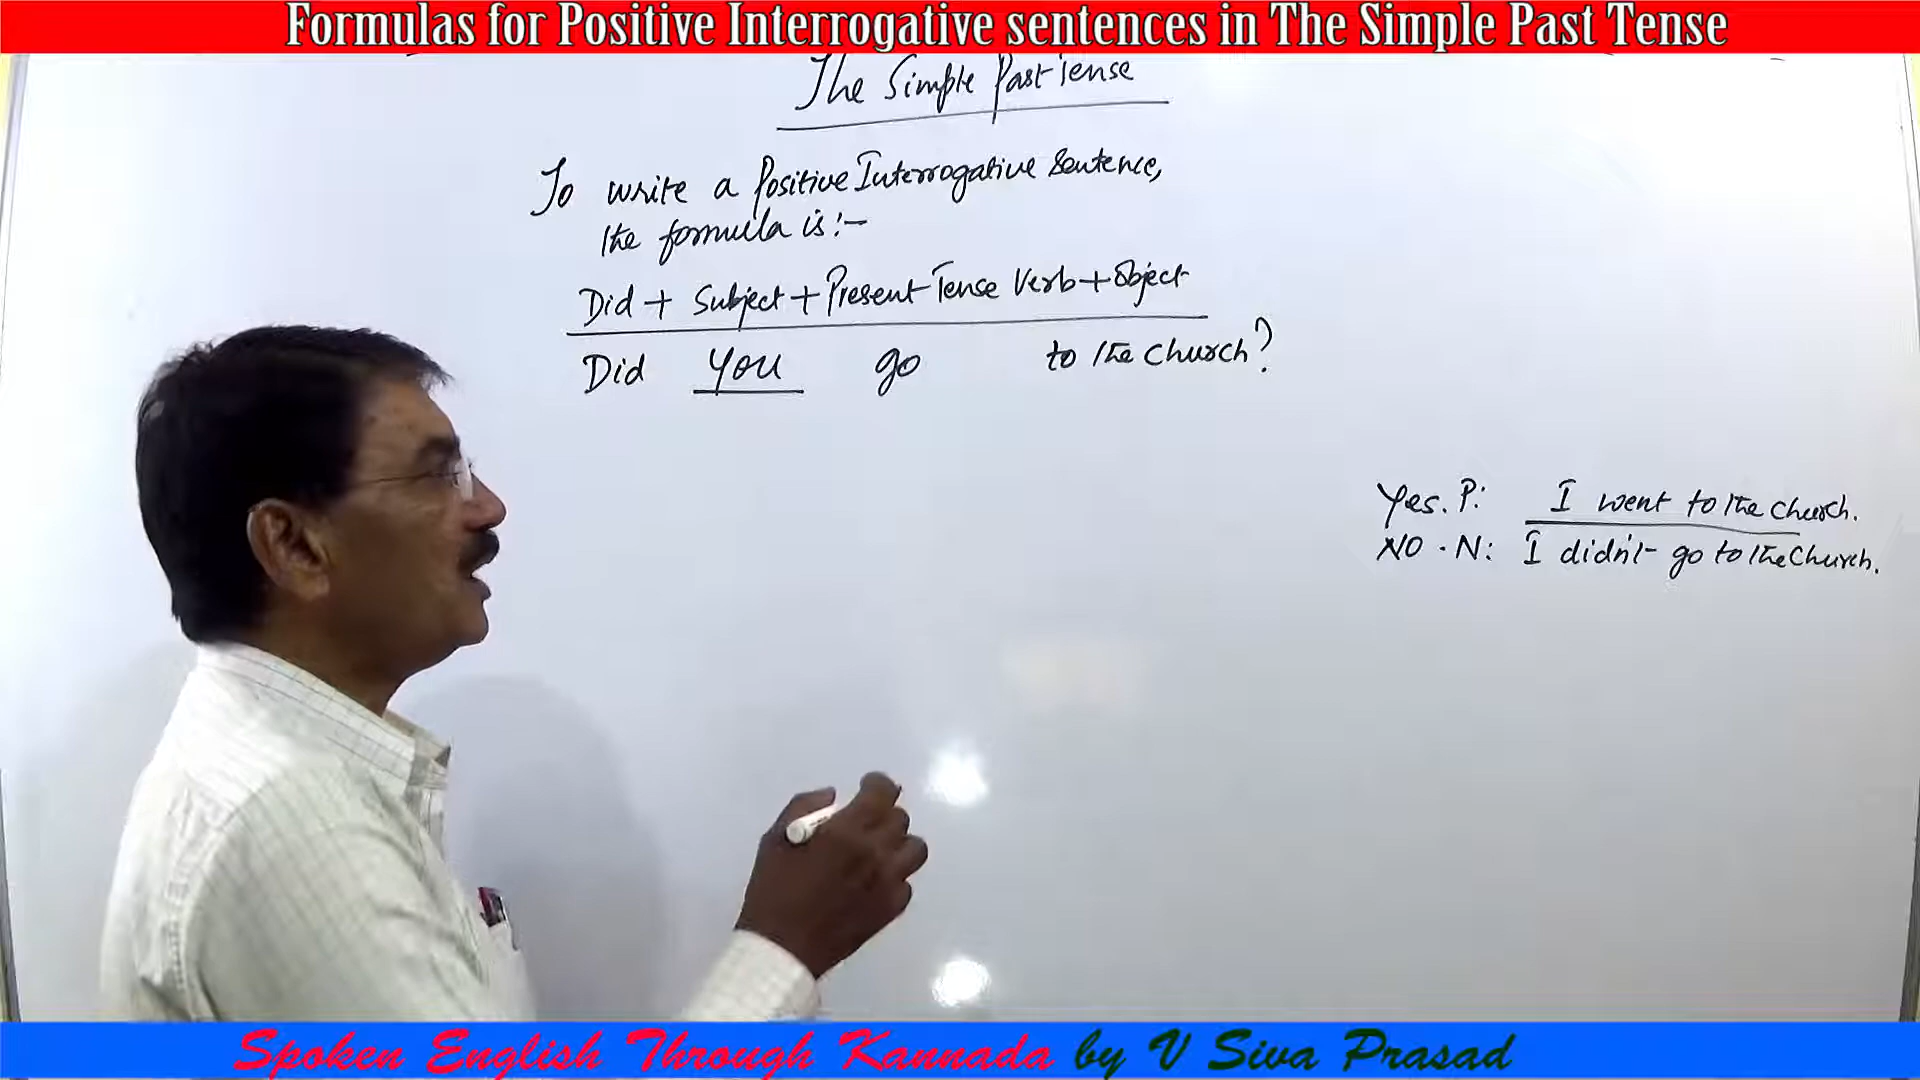 Formulas for Positive Interrogative sentences in The Simple Past Tense
The Simple Past Tense
To write a Positive Interrogative Sentence,
the formula is:-
Did + Subject + Present Tense Verb + Object
Did you go to the church?
Yes. P: I went to the church.
NO. N: I didn't go to the church.
Spoken English Through Kannada by V Siva Prasad